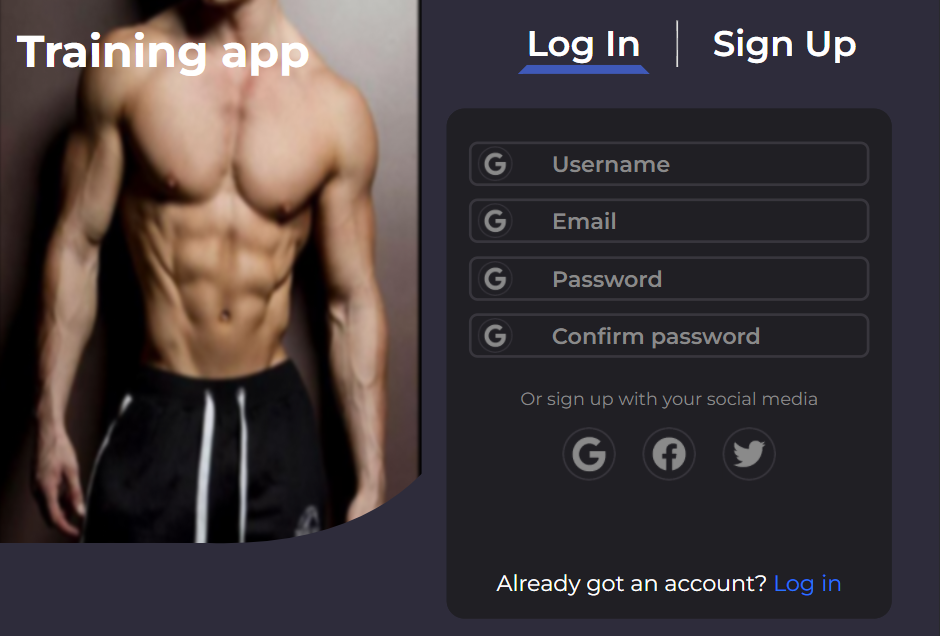 Training app
Log In
Sign Up
Username
Email
Password
Confirm password
Or sign up with your social media
Already got an account? Log in